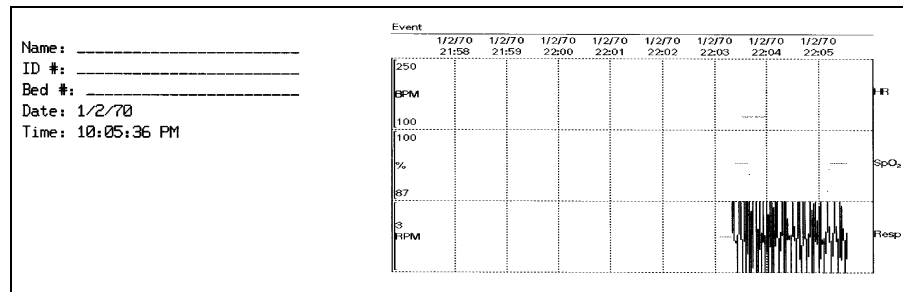 Name:
ID #:
Bed #:
Date: 1/2/70
Time: 10:05:36 PM
Event
1/2/70 1/2/70 1/2/70 1/2/70 1/2/70 1/2/70 1/2/70 1/2/70
21:58 21:59 22:00 22:01 22:02 22:03 22:04 22:05
250
BPM
100
HR
100
%
87
SpO₂
3
RPM
Resp